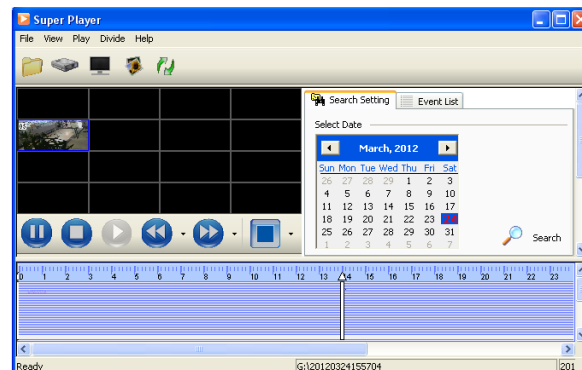 Super Player
File View Play Divide Help
Search Setting Event List
Select Date
March, 2012
Sun Mon Tue Wed Thu Fri Sat
26 27 28 29 1 2 3
4 5 6 7 8 9 10
11 12 13 14 15 16 17
18 19 20 21 22 23 24
25 26 27 28 29 30 31
1 2 3 4 5 6 7
Search
0 1 2 3 4 5 6 7 8 9 10 11 12 13 14 15 16 17 18 19 20 21 22 23
Ready G:\20120324155704 201